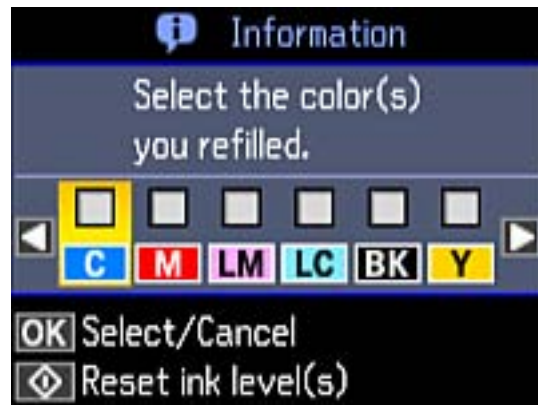 Information
Select the color(s)
you refilled.
C M LM LC BK Y
OK Select/Cancel
Reset ink level(s)